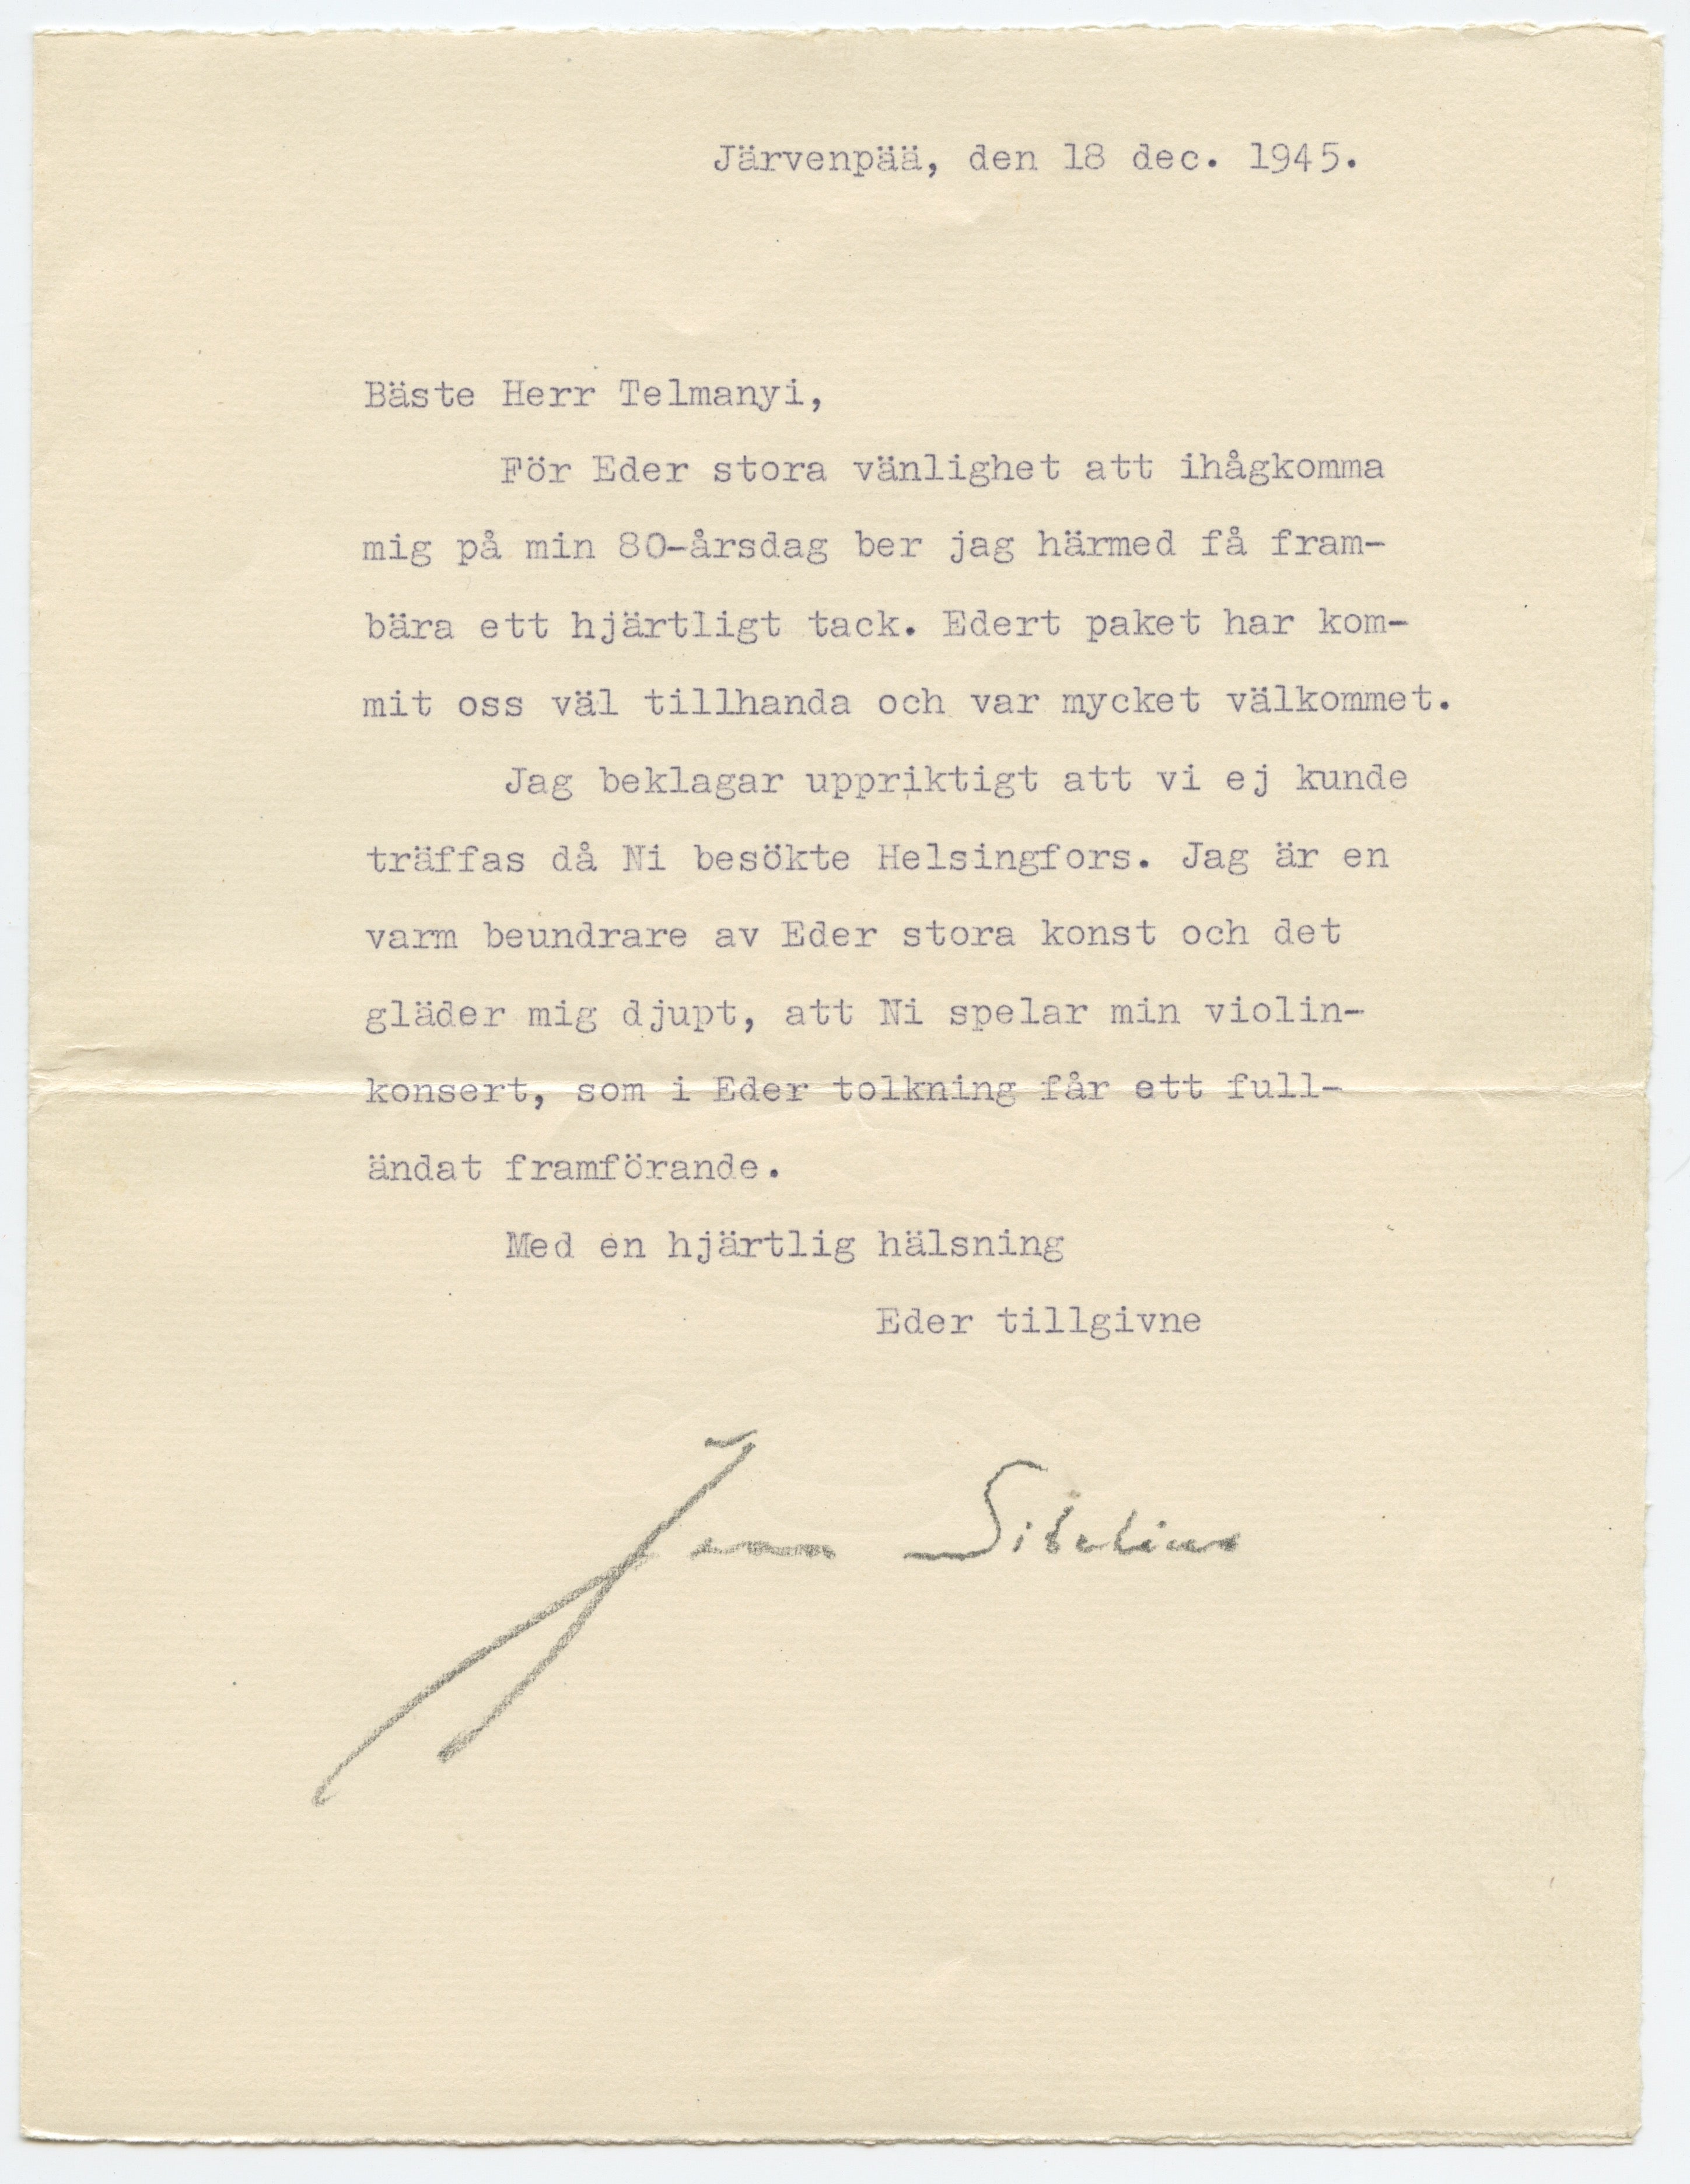 Järvenpää, den 18 dec. 1945.
Bäste Herr Telmanyi,
För Eder stora vänlighet att ihågkomma
mig på min 80-årsdag ber jag härmed få fram-
bära ett hjärtligt tack. Edert paket har kom-
mit oss väl tillhanda och var mycket välkommet.
Jag beklagar uppriktigt att vi ej kunde
träffas då Ni besökte Helsingfors. Jag är en
varm beundrare av Eder stora konst och det
gläder mig djupt, att Ni spelar min violin-
konsert, som i Eder tolkning får ett full-
ändat framförande.
Med en hjärtlig hälsning
Eder tillgivne
Jean Sibelius